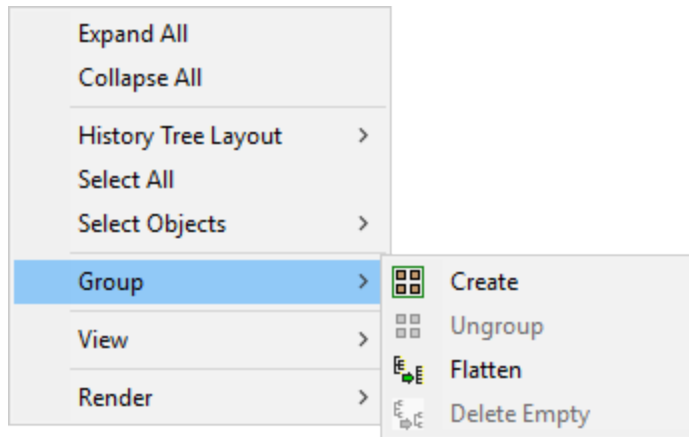 Expand All
Collapse All
History Tree Layout
Select All
Select Objects
Group
View
Render
Create
Ungroup
Flatten
Delete Empty